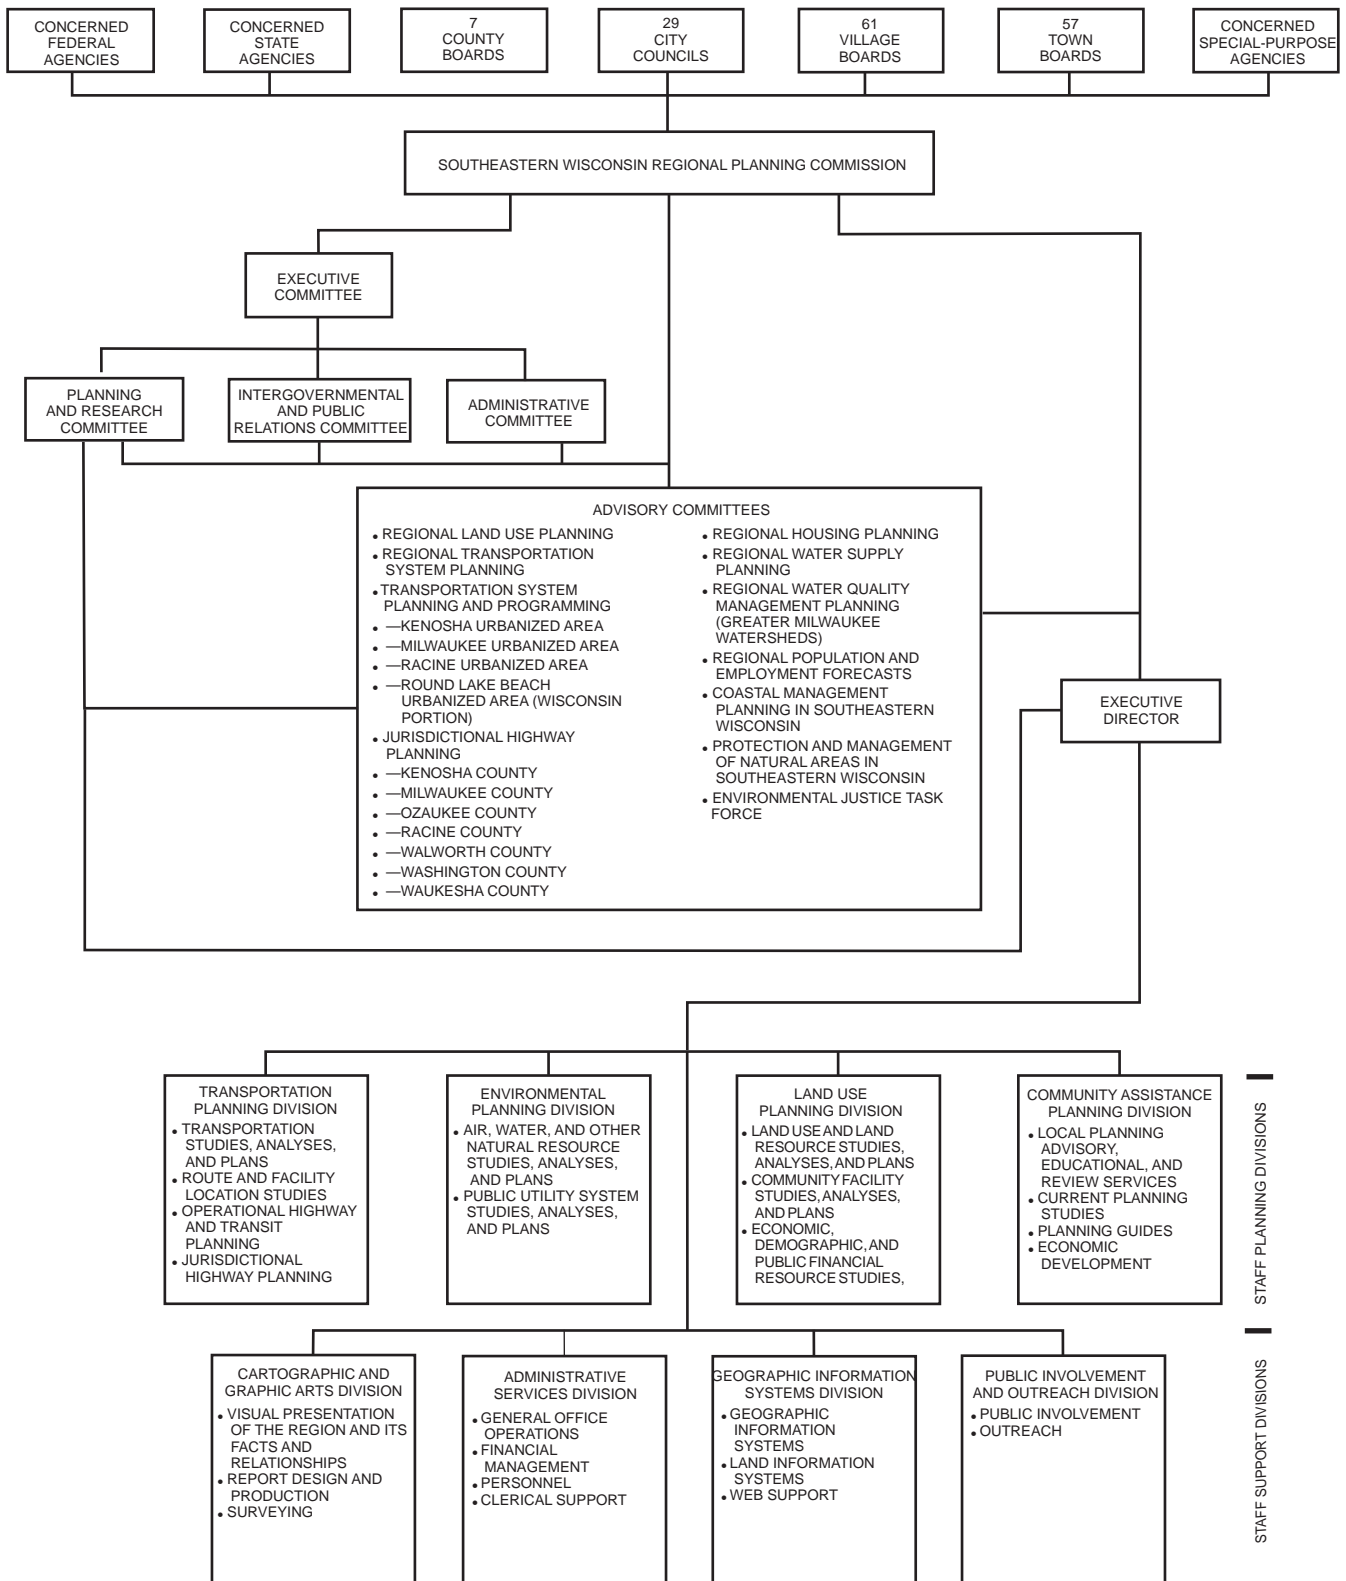 CONCERNED
FEDERAL
AGENCIES
CONCERNED
STATE
AGENCIES
7
COUNTY
BOARDS
29
CITY
COUNCILS
61
VILLAGE
BOARDS
57
TOWN
BOARDS
CONCERNED
SPECIAL-PURPOSE
AGENCIES
SOUTHEASTERN WISCONSIN REGIONAL PLANNING COMMISSION
EXECUTIVE
COMMITTEE
PLANNING
AND RESEARCH
COMMITTEE
INTERGOVERNMENTAL
AND PUBLIC
RELATIONS COMMITTEE
ADMINISTRATIVE
COMMITTEE
ADVISORY COMMITTEES
• REGIONAL LAND USE PLANNING
• REGIONAL TRANSPORTATION
SYSTEM PLANNING
• TRANSPORTATION SYSTEM
PLANNING AND PROGRAMMING
• —KENOSHA URBANIZED AREA
• —MILWAUKEE URBANIZED AREA
• —RACINE URBANIZED AREA
• —ROUND LAKE BEACH
URBANIZED AREA (WISCONSIN
PORTION)
• JURISDICTIONAL HIGHWAY
PLANNING
• —KENOSHA COUNTY
• —MILWAUKEE COUNTY
• —OZAUKEE COUNTY
• —RACINE COUNTY
• —WALWORTH COUNTY
• —WASHINGTON COUNTY
• —WAUKESHA COUNTY
• REGIONAL HOUSING PLANNING
• REGIONAL WATER SUPPLY
PLANNING
• REGIONAL WATER QUALITY
MANAGEMENT PLANNING
(GREATER MILWAUKEE
WATERSHEDS)
• REGIONAL POPULATION AND
EMPLOYMENT FORECASTS
• COASTAL MANAGEMENT
PLANNING IN SOUTHEASTERN
WISCONSIN
• PROTECTION AND MANAGEMENT
OF NATURAL AREAS IN
SOUTHEASTERN WISCONSIN
• ENVIRONMENTAL JUSTICE TASK
FORCE
EXECUTIVE
DIRECTOR
TRANSPORTATION
PLANNING DIVISION
• TRANSPORTATION
STUDIES, ANALYSES,
AND PLANS
• ROUTE AND FACILITY
LOCATION STUDIES
• OPERATIONAL HIGHWAY
AND TRANSIT
PLANNING
• JURISDICTIONAL
HIGHWAY PLANNING
ENVIRONMENTAL
PLANNING DIVISION
• AIR, WATER, AND OTHER
NATURAL RESOURCE
STUDIES, ANALYSES,
AND PLANS
• PUBLIC UTILITY SYSTEM
STUDIES, ANALYSES,
AND PLANS
LAND USE
PLANNING DIVISION
• LAND USE AND LAND
RESOURCE STUDIES,
ANALYSES, AND PLANS
• COMMUNITY FACILITY
STUDIES, ANALYSES,
AND PLANS
• ECONOMIC,
DEMOGRAPHIC, AND
PUBLIC FINANCIAL
RESOURCE STUDIES,
COMMUNITY ASSISTANCE
PLANNING DIVISION
• LOCAL PLANNING
ADVISORY,
EDUCATIONAL, AND
REVIEW SERVICES
• CURRENT PLANNING
STUDIES
• PLANNING GUIDES
• ECONOMIC
DEVELOPMENT
STAFF PLANNING DIVISIONS
CARTOGRAPHIC AND
GRAPHIC ARTS DIVISION
• VISUAL PRESENTATION
OF THE REGION AND ITS
FACTS AND
RELATIONSHIPS
• REPORT DESIGN AND
PRODUCTION
• SURVEYING
ADMINISTRATIVE
SERVICES DIVISION
• GENERAL OFFICE
OPERATIONS
• FINANCIAL
MANAGEMENT
• PERSONNEL
• CLERICAL SUPPORT
GEOGRAPHIC INFORMATION
SYSTEMS DIVISION
• GEOGRAPHIC
INFORMATION
SYSTEMS
• LAND INFORMATION
SYSTEMS
• WEB SUPPORT
PUBLIC INVOLVEMENT
AND OUTREACH DIVISION
• PUBLIC INVOLVEMENT
• OUTREACH
STAFF SUPPORT DIVISIONS